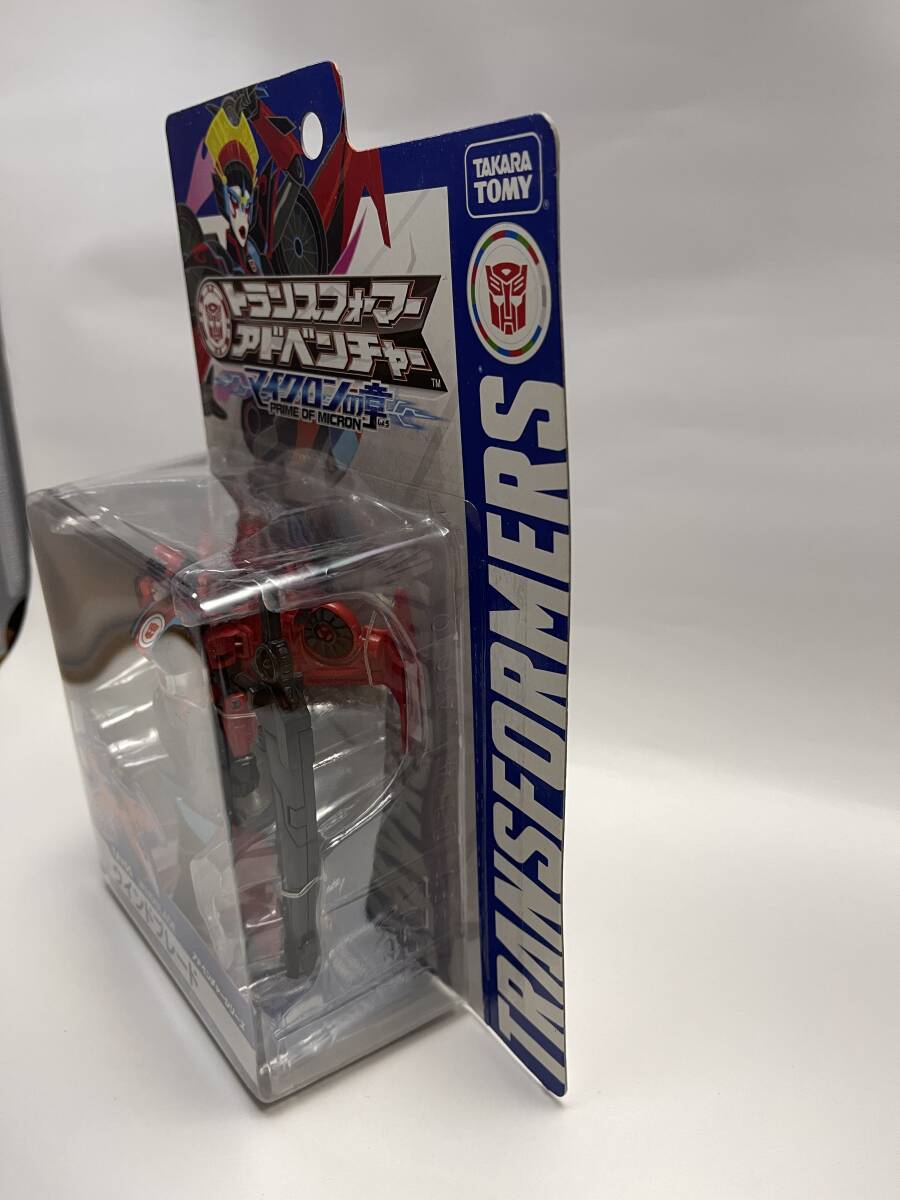 TAKARA
TOMY
®
トランスフォーマー
アドベンチャー
TM
マイクロンの章
PRIME OF MICRON
TRANSFORMERS
ウインドブレード